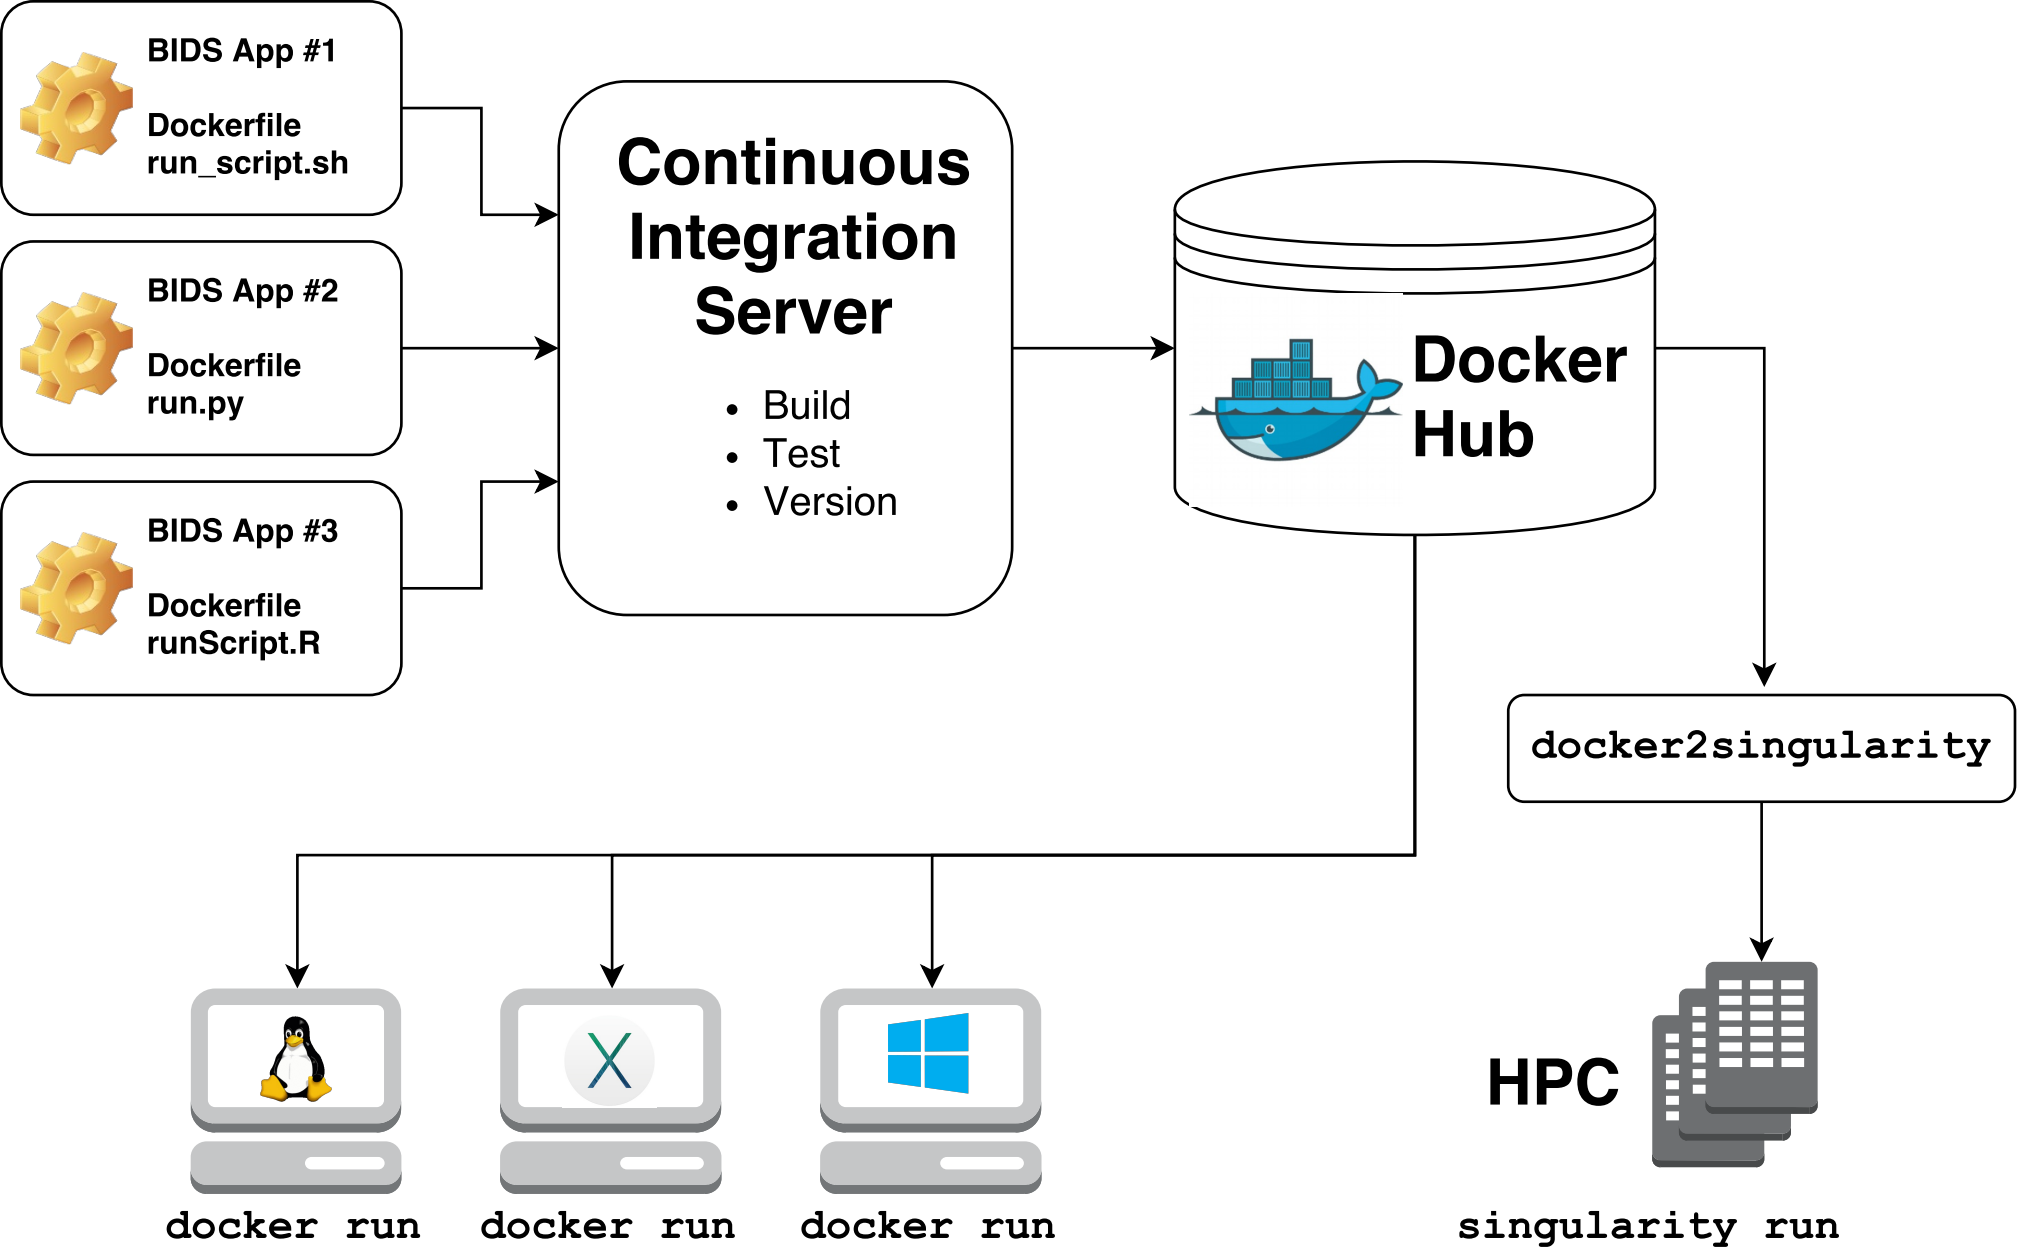 BIDS App #1
Dockerfile
run_script.sh
BIDS App #2
Dockerfile
run.py
BIDS App #3
Dockerfile
runScript.R
Continuous
Integration
Server
• Build
• Test
• Version
Docker
Hub
docker2singularity
HPC
X
docker run
docker run
docker run
singularity run